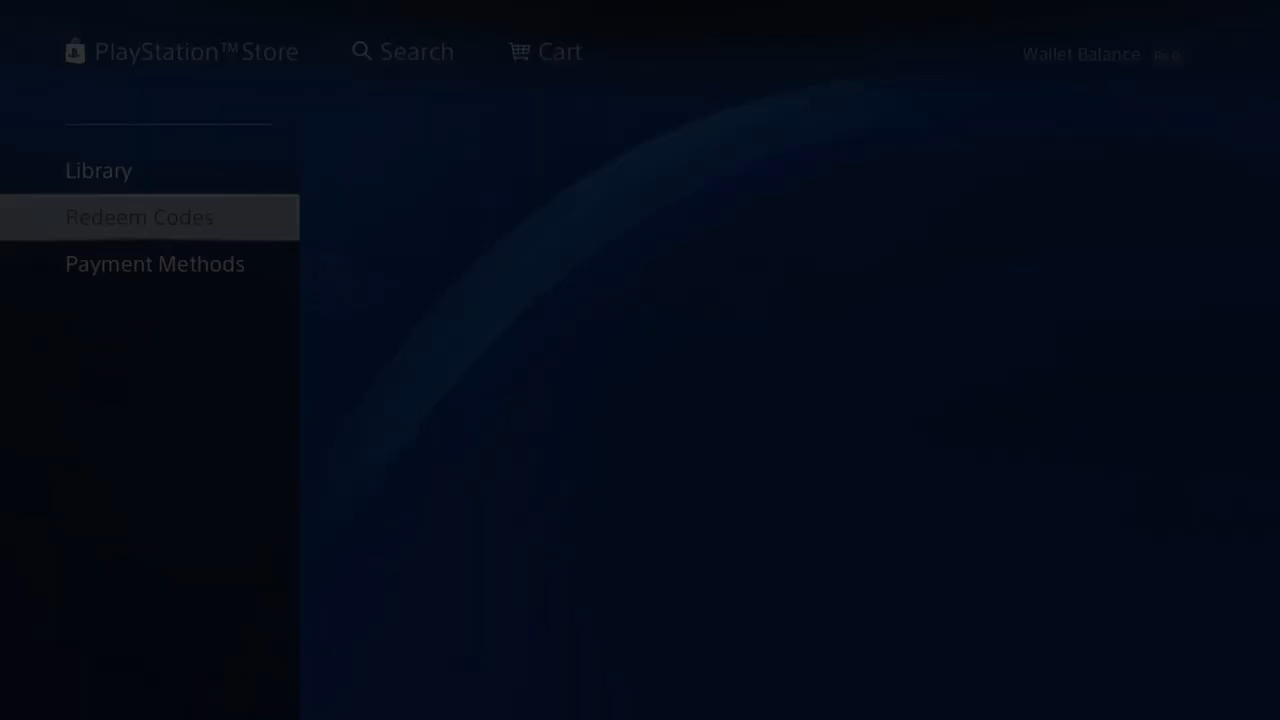 PlayStation™Store
Search
Cart
Wallet Balance
Library
Redeem Codes
Payment Methods